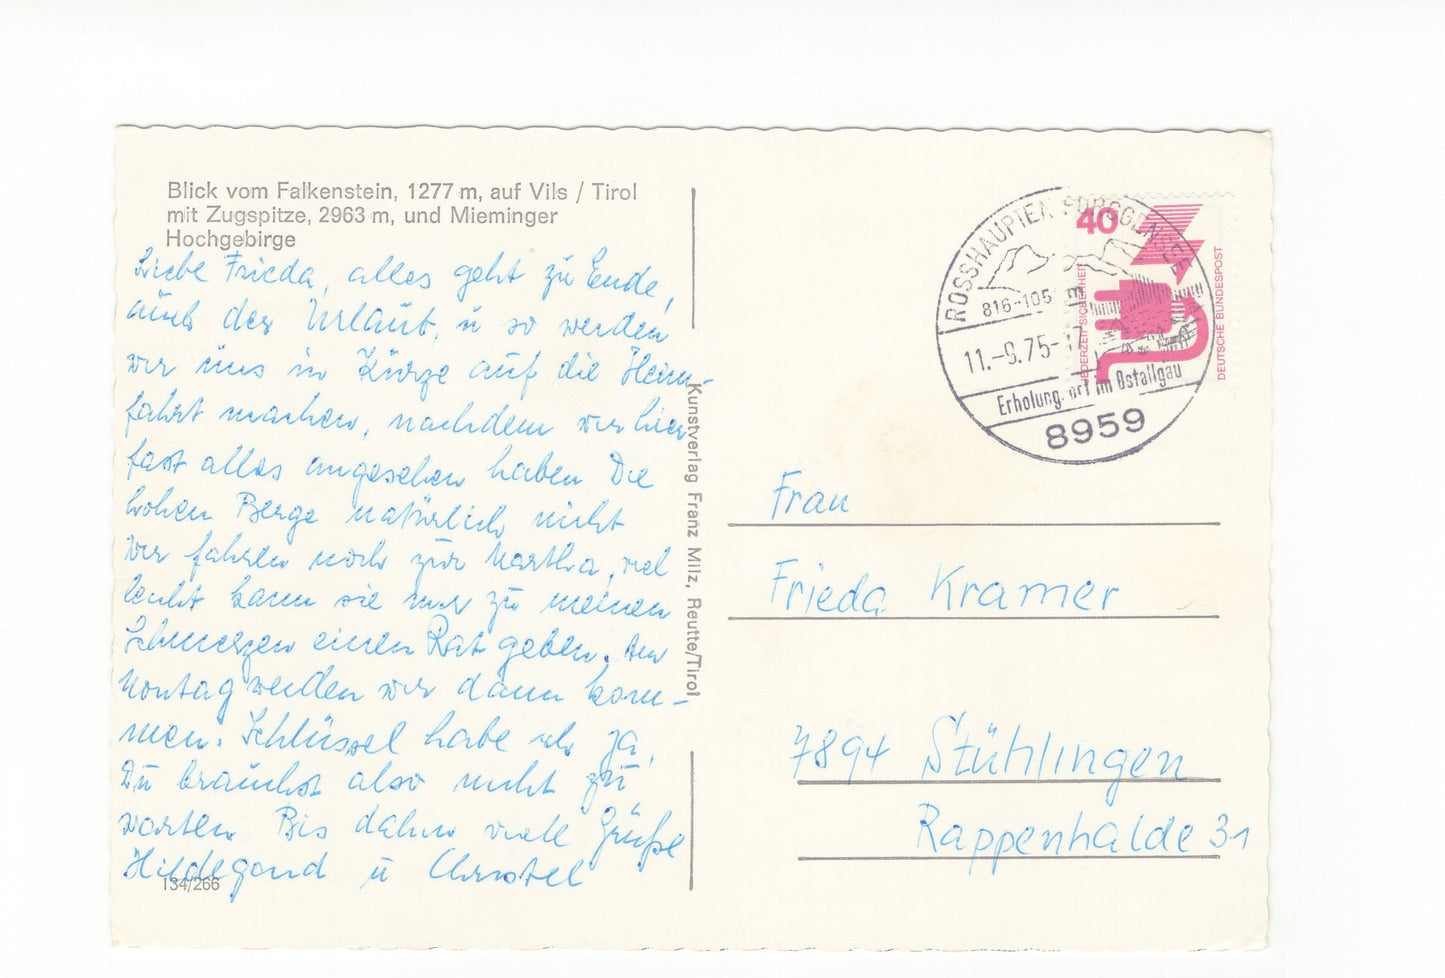 Blick vom Falkenstein, 1277 m, auf Vils / Tirol
mit Zugspitze, 2963 m, und Mieminger
Hochgebirge
Liebe Frieda, alles geht zu Ende,
auch der Urlaub, u so werden
wir uns in Kürze auf die Heim-
fahrt machen, nachdem wir hier
fast alles angesehen haben Die
hohen Berge natürlich nicht
Wir fahren noch zur Martha, viel
leicht kann sie mir zu meinen
Schmerzen einen Rat geben. Am
Montag werden wir dann kom-
men. Schlüssel habe ich ja,
Du brauchst also nicht zu
warten Bis dahin viele Grüße
Hildegard u Christel
134/266
Kunstverlag Franz Milz, Reutte/Tirol
ROSSHAUPTEN FORGGENSEE
816-105
11.-9.75-17
Erholungsort im Ostallgäu
8959
40
JEDERZEIT SICHERHEIT
DEUTSCHE BUNDESPOST
Frau
Frieda Kramer
7894 Stühlingen
Rappenhalde 31